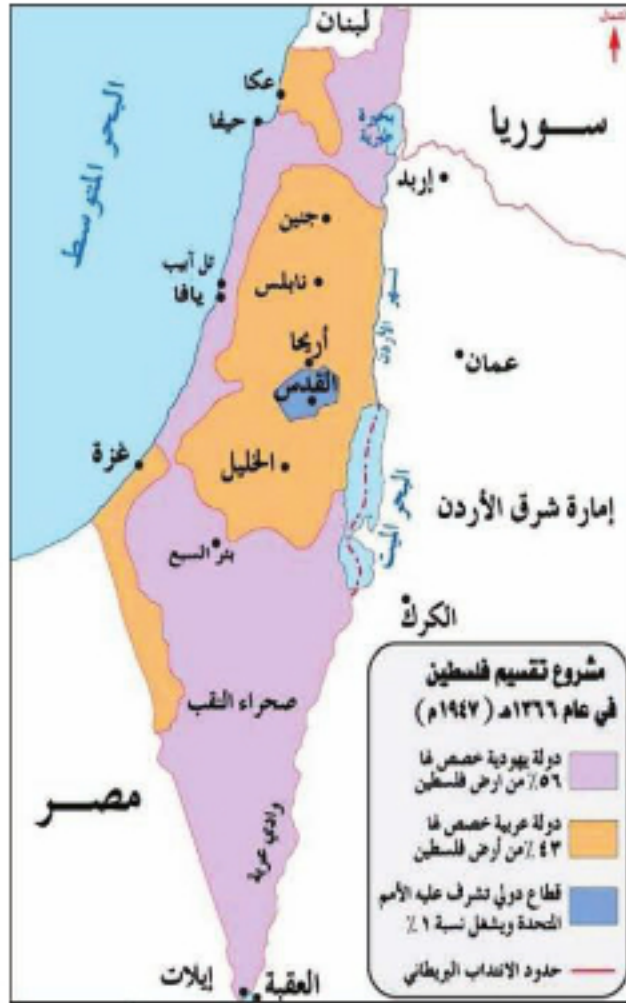 الشمال
لبنان
عكا
حيفا
بحيرة
طبرية
سوريا
البحر المتوسط
إربد
جنين
تل أبيب
يافا
نابلس
نهر الأردن
أريحا
القدس
عمان
غزة
الخليل
البحر الميت
إمارة شرق الأردن
بئر السبع
الكرك
صحراء النقب
مصر
وادي عربة
إيلات
العقبة
مشروع تقسيم فلسطين
في عام ١٣٦٦هـ (١٩٤٧م)
دولة يهودية خصص لها
٥٦٪ من ارض فلسطين
دولة عربية خصص لها
٤٣٪ من أرض فلسطين
قطاع دولي تشرف عليه الأمم
المتحدة ويشغل نسبة ١٪
حدود الانتداب البريطاني